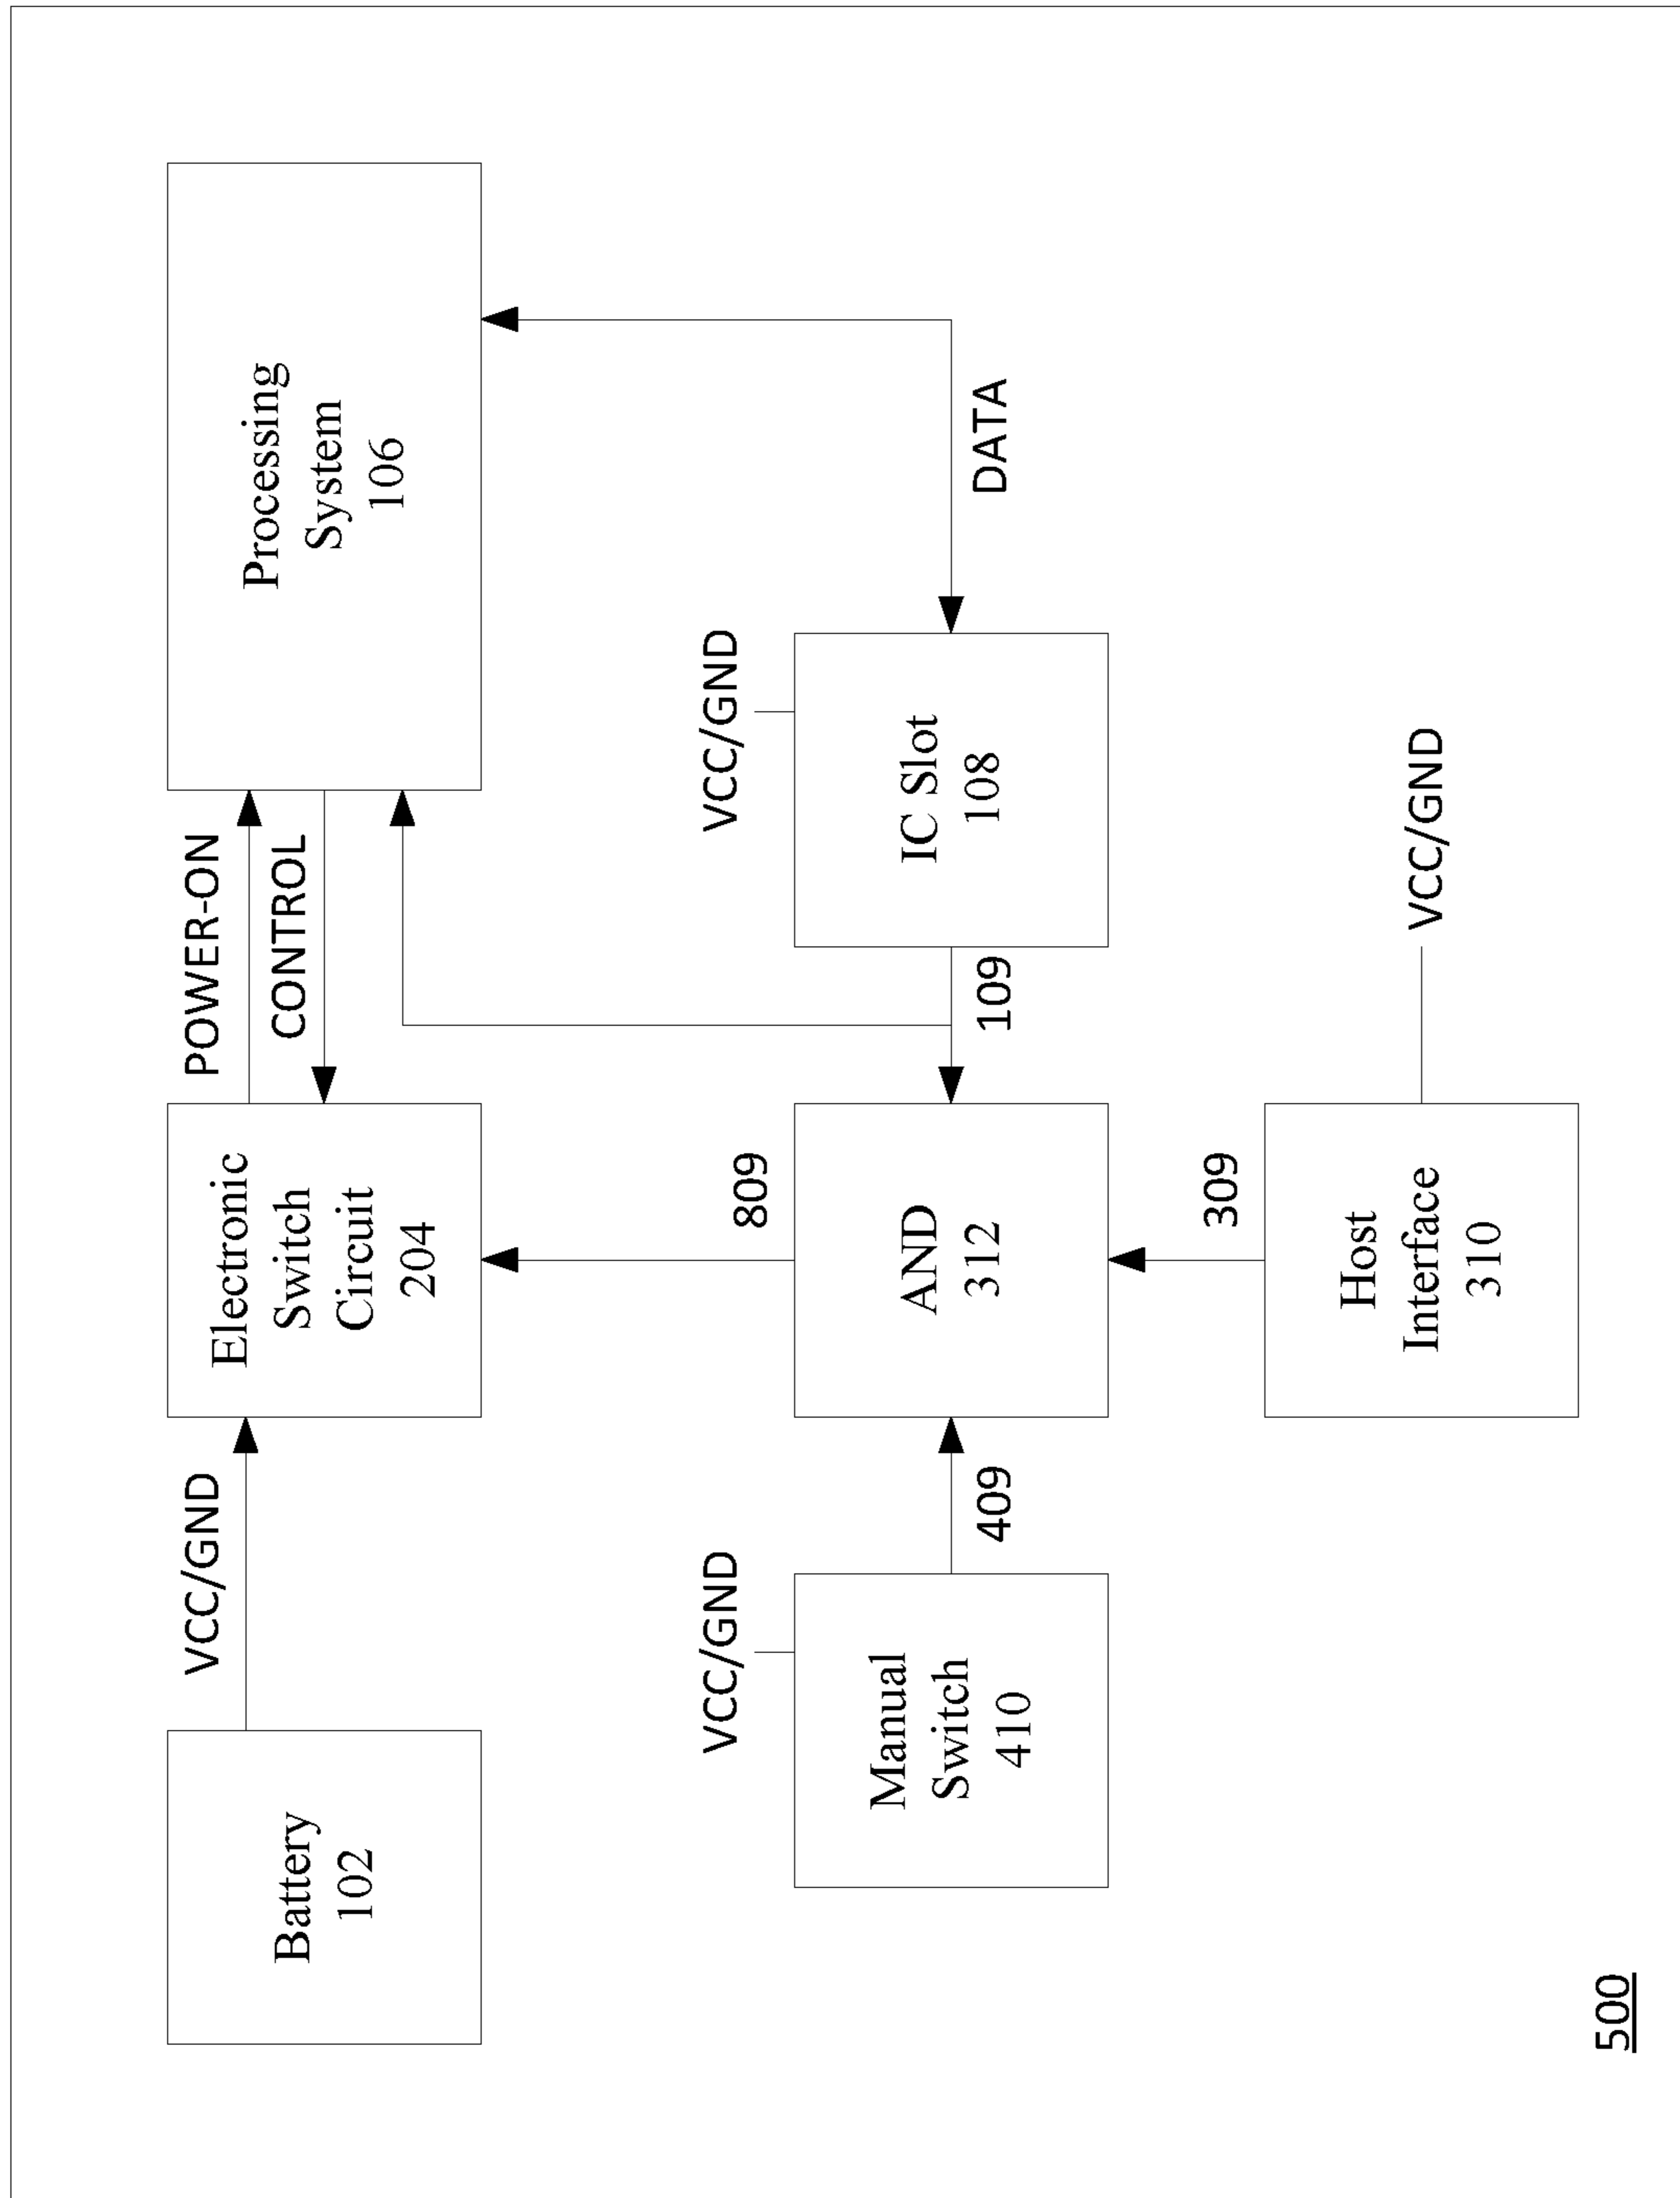 Battery
102
VCC/GND
Electronic
Switch
Circuit
204
POWER-ON
CONTROL
Processing
System
106
VCC/GND
809
VCC/GND
Manual
Switch
410
409
AND
312
109
IC Slot
108
DATA
309
Host
Interface
310
VCC/GND
500